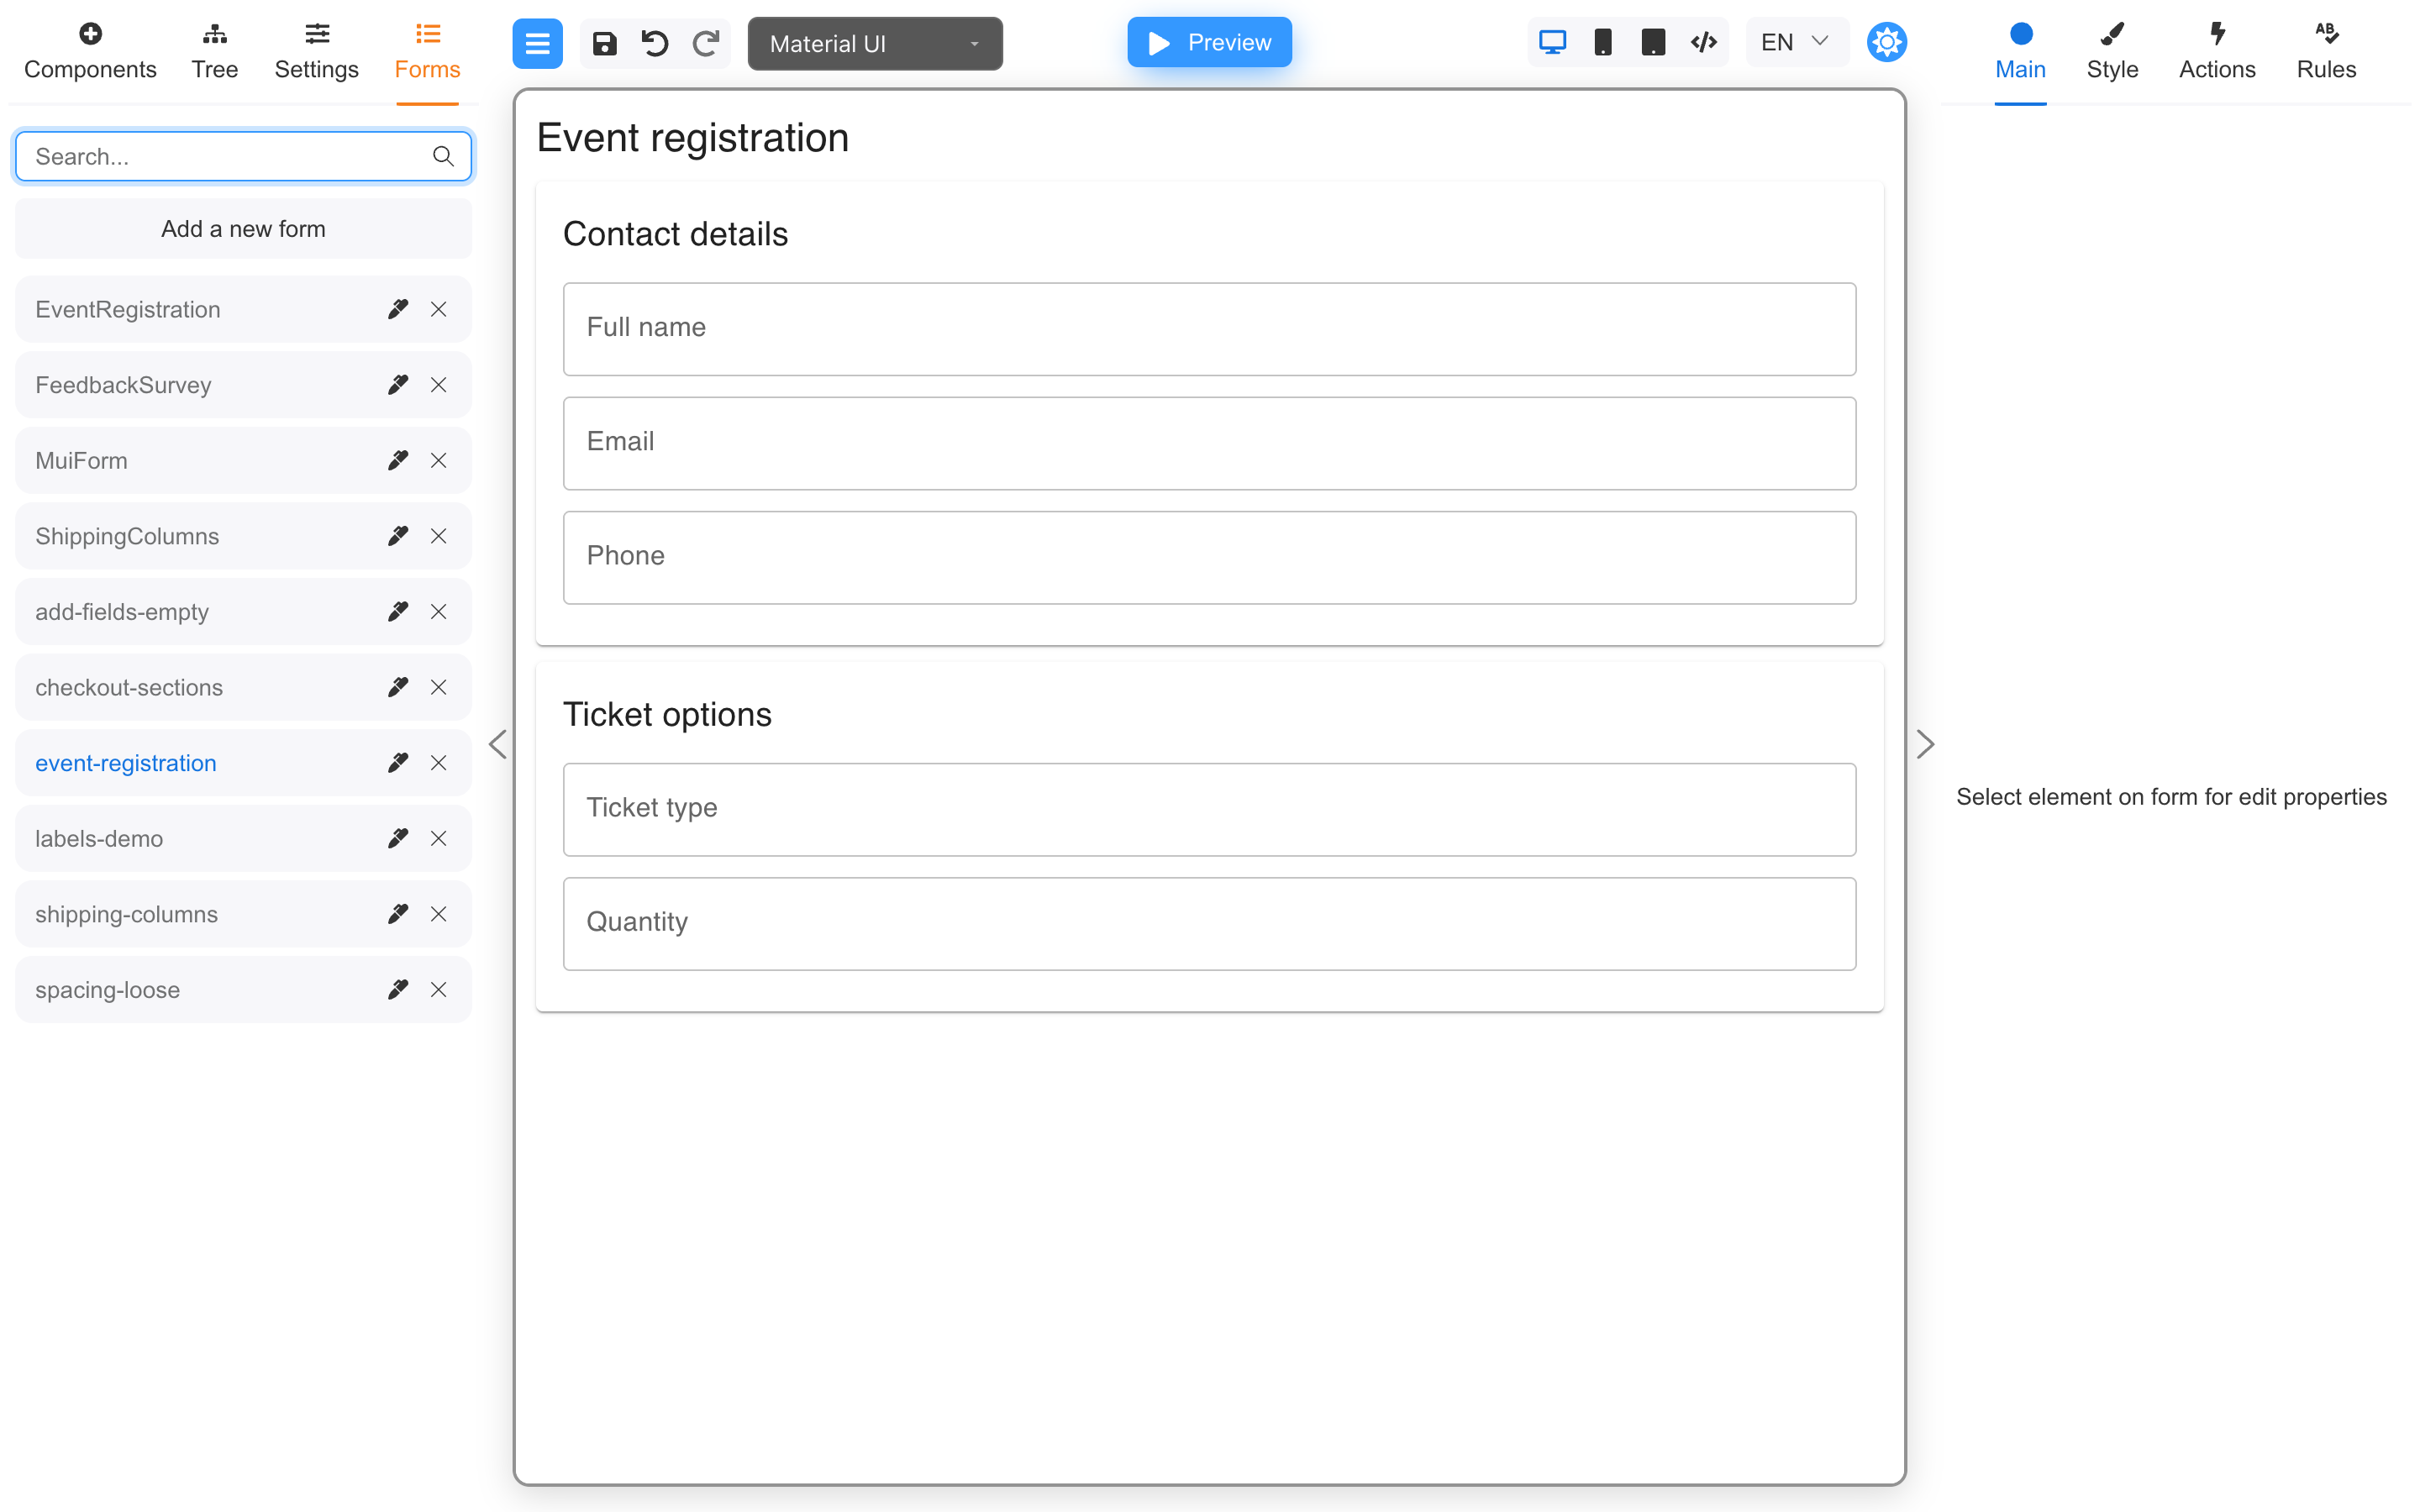 Components
Tree
Settings
Forms
Material UI
Preview
EN
Main
Style
Actions
AB
Rules
Search...
Add a new form
EventRegistration
FeedbackSurvey
MuiForm
ShippingColumns
add-fields-empty
checkout-sections
event-registration
labels-demo
shipping-columns
spacing-loose
Event registration
Contact details
Full name
Email
Phone
Ticket options
Ticket type
Quantity
Select element on form for edit properties